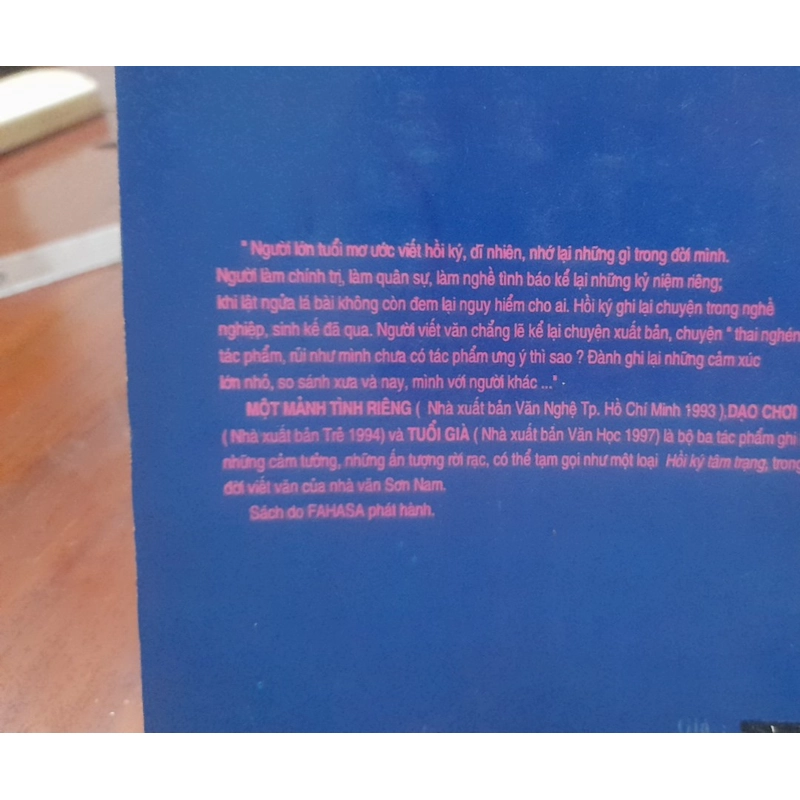 " Người lớn tuổi mơ ước viết hồi ký, dĩ nhiên, nhớ lại những gì trong đời mình.
Người làm chính trị, làm quân sự, làm nghề tình báo kể lại những kỷ niệm riêng;
khi lật ngửa lá bài không còn đem lại nguy hiểm cho ai. Hồi ký ghi lại chuyện trong nghề
nghiệp, sinh kế đã qua. Người viết văn chẳng lẽ kể lại chuyện xuất bản, chuyện " thai nghén
tác phẩm, rủi như mình chưa có tác phẩm ưng ý thì sao ? Đành ghi lại những cảm xúc
lớn nhỏ, so sánh xưa và nay, mình với người khác ..."
MỘT MẢNH TÌNH RIÊNG ( Nhà xuất bản Văn Nghệ Tp. Hồ Chí Minh 1993 ),DẠO CHƠI
( Nhà xuất bản Trẻ 1994) và TUỔI GIÀ ( Nhà xuất bản Văn Học 1997) là bộ ba tác phẩm ghi
những cảm tưởng, những ấn tượng rời rạc, có thể tạm gọi như một loại Hồi ký tâm trạng, trong
đời viết văn của nhà văn Sơn Nam.
Sách do FAHASA phát hành.
Giá :